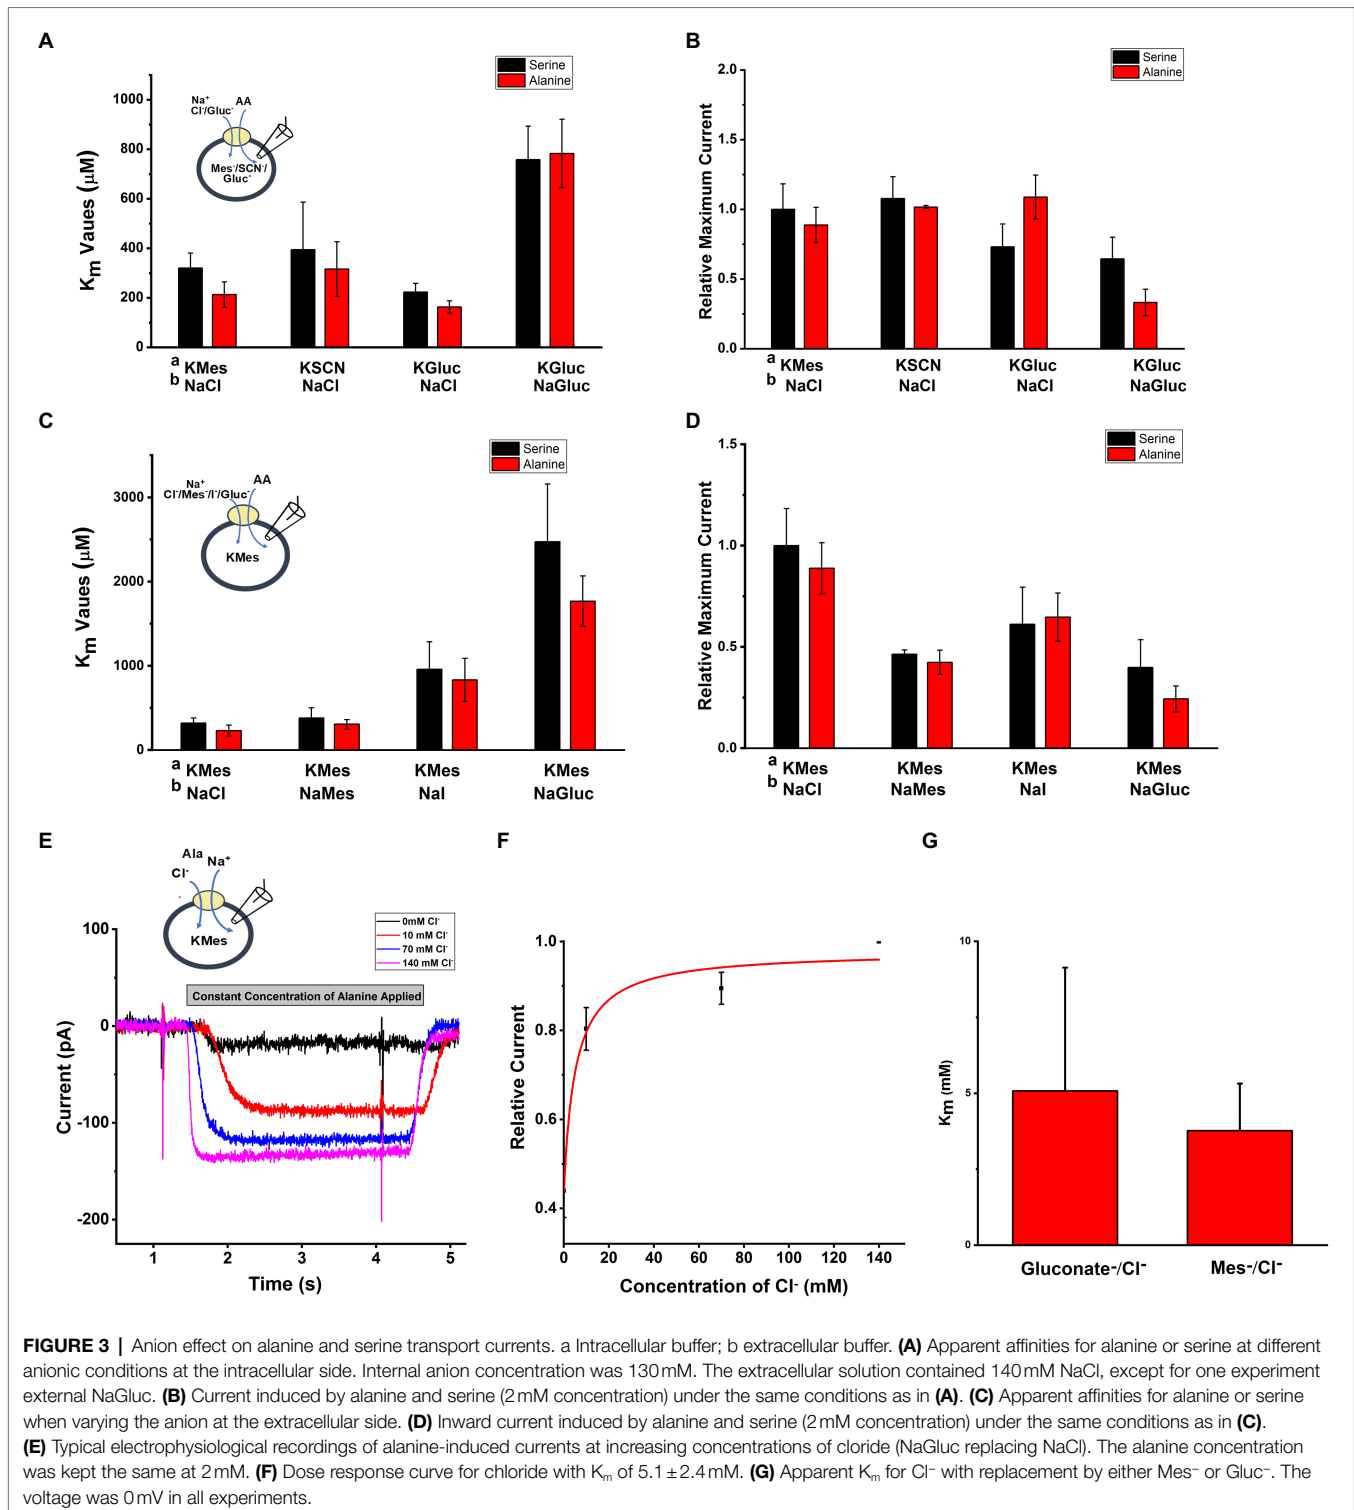 A
Serine
Alanine
1000
800
600
400
200
0
Km Vaues (μM)
Na⁺
Cl⁻/Gluc⁻
AA
Mes⁻/SCN⁻/
Gluc⁻
a KMes KSCN KGluc KGluc
b NaCl NaCl NaCl NaGluc
B
Serine
Alanine
2.0
1.5
1.0
0.5
0.0
Relative Maximum Current
a KMes KSCN KGluc KGluc
b NaCl NaCl NaCl NaGluc
C
Serine
Alanine
3000
2000
1000
0
Km Vaues (μM)
Na⁺
Cl⁻/Mes⁻/I⁻/Gluc⁻
AA
KMes
a KMes KMes KMes KMes
b NaCl NaMes NaI NaGluc
D
Serine
Alanine
1.5
1.0
0.5
0.0
Relative Maximum Current
a KMes KMes KMes KMes
b NaCl NaMes NaI NaGluc
E
Ala
Cl⁻ Na⁺
KMes
0mM Cl⁻
10 mM Cl⁻
70 mM Cl⁻
140 mM Cl⁻
Constant Concentration of Alanine Applied
100
0
-100
-200
Current (pA)
1 2 3 4 5
Time (s)
F
1.0
0.8
0.6
0.4
Relative Current
0 20 40 60 80 100 120 140
Concentration of Cl⁻ (mM)
G
10
5
0
Km (mM)
Gluconate⁻/Cl⁻ Mes⁻/Cl⁻
FIGURE 3 | Anion effect on alanine and serine transport currents. a Intracellular buffer; b extracellular buffer. (A) Apparent affinities for alanine or serine at different
anionic conditions at the intracellular side. Internal anion concentration was 130 mM. The extracellular solution contained 140 mM NaCl, except for one experiment
external NaGluc. (B) Current induced by alanine and serine (2 mM concentration) under the same conditions as in (A). (C) Apparent affinities for alanine or serine
when varying the anion at the extracellular side. (D) Inward current induced by alanine and serine (2 mM concentration) under the same conditions as in (C).
(E) Typical electrophysiological recordings of alanine-induced currents at increasing concentrations of cloride (NaGluc replacing NaCl). The alanine concentration
was kept the same at 2 mM. (F) Dose response curve for chloride with Km of 5.1 ± 2.4 mM. (G) Apparent Km for Cl⁻ with replacement by either Mes⁻ or Gluc⁻. The
voltage was 0 mV in all experiments.